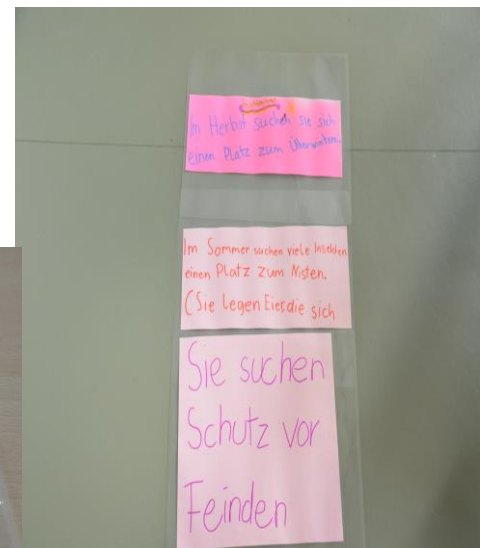 Im Herbst suchen sie sich
einen Platz zum Überwintern.
Im Sommer suchen viele Insekten
einen Platz zum Nisten.
(Sie legen Eier, die sich
Sie suchen
Schutz vor
Feinden